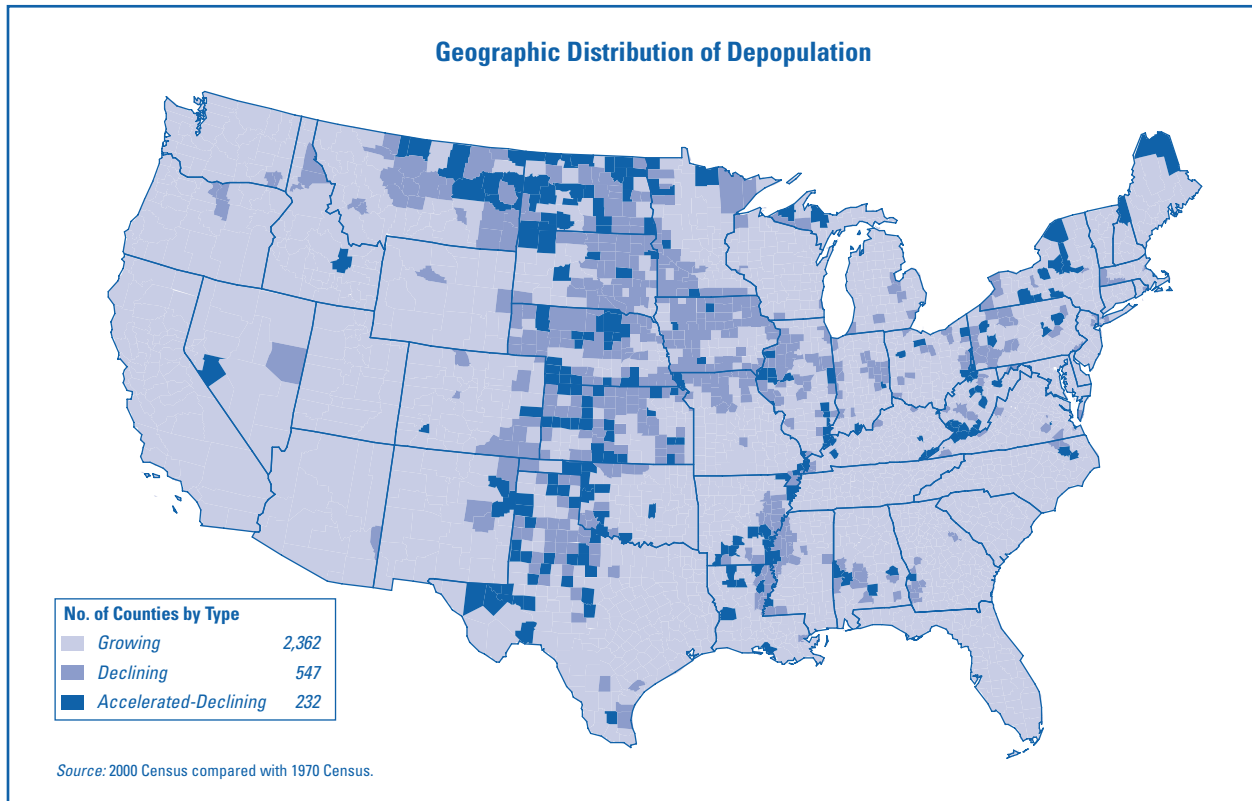 Geographic Distribution of Depopulation
No. of Counties by Type
Growing 2,362
Declining 547
Accelerated-Declining 232
Source: 2000 Census compared with 1970 Census.